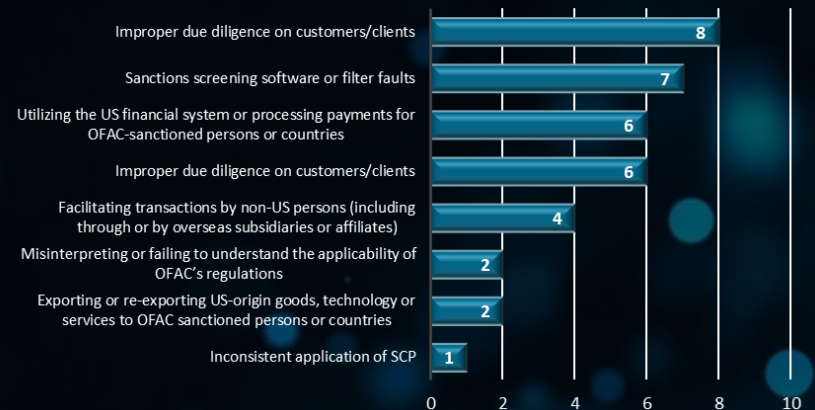 Improper due diligence on customers/clients
8
Sanctions screening software or filter faults
7
Utilizing the US financial system or processing payments for
OFAC-sanctioned persons or countries
6
Improper due diligence on customers/clients
6
Facilitating transactions by non-US persons (including
through or by overseas subsidiaries or affiliates)
4
Misinterpreting or failing to understand the applicability of
OFAC’s regulations
2
Exporting or re-exporting US-origin goods, technology or
services to OFAC sanctioned persons or countries
2
Inconsistent application of SCP
1
0 2 4 6 8 10